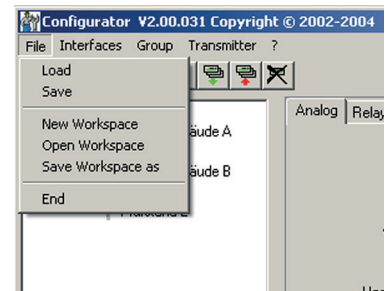 Configurator V2.00.031 Copyright © 2002-2004
File Interfaces Group Transmitter ?
Load
Save
New Workspace
Open Workspace
Save Workspace as
End
äude A
äude B
Analog Relay